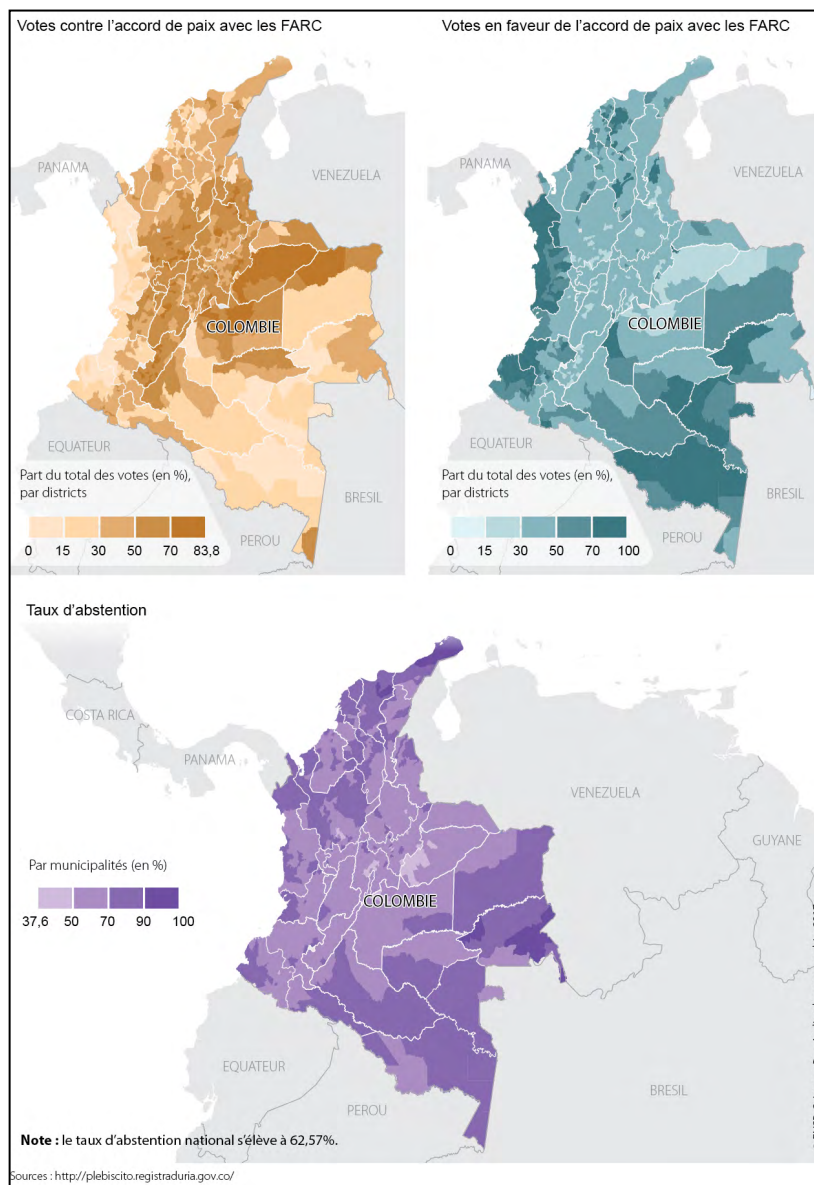 Votes contre l'accord de paix avec les FARC
PANAMA
VENEZUELA
COLOMBIE
EQUATEUR
Part du total des votes (en %),
par districts
BRESIL
PEROU
0 15 30 50 70 83,8
Votes en faveur de l'accord de paix avec les FARC
PANAMA
VENEZUELA
COLOMBIE
EQUATEUR
Part du total des votes (en %),
par districts
BRESIL
PEROU
0 15 30 50 70 100
Taux d'abstention
COSTA RICA
PANAMA
VENEZUELA
GUYANE
Par municipalités (en %)
COLOMBIE
37,6 50 70 90 100
EQUATEUR
BRESIL
PEROU
Note : le taux d'abstention national s'élève à 62,57%.
Sources : http://plebiscito.registraduria.gov.co/